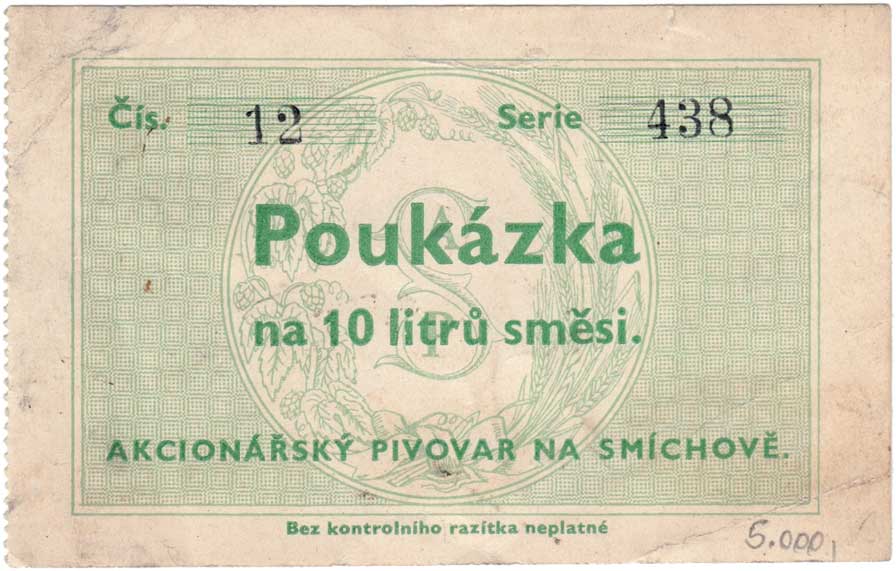 Čís. 12 Serie 438
A
S
P
Poukázka
na 10 litrů směsi.
AKCIONÁŘSKÝ PIVOVAR NA SMÍCHOVĚ.
Bez kontrolního razítka neplatné
5.000,